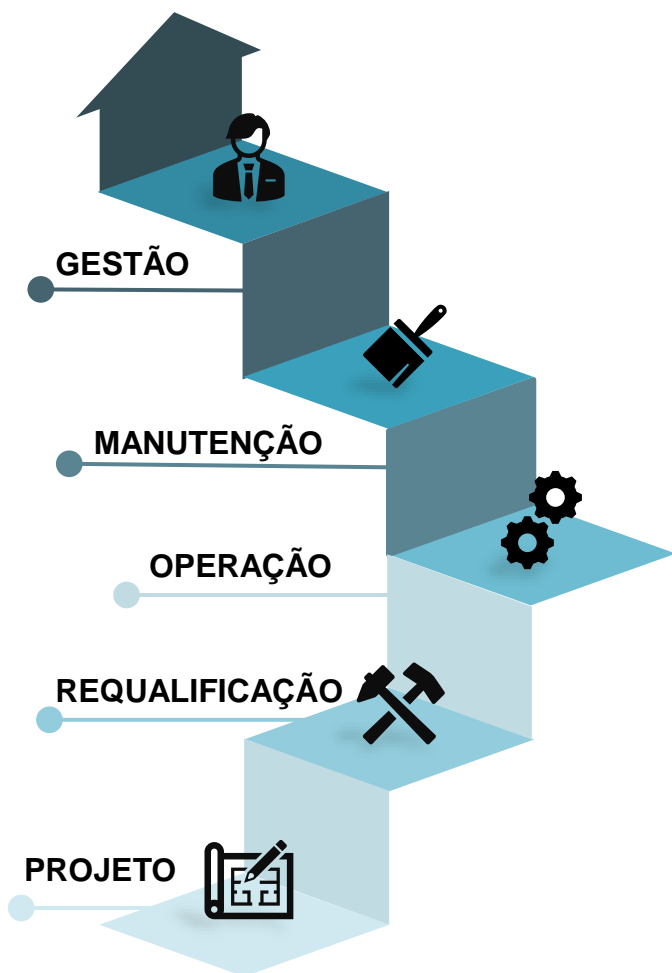 GESTÃO
MANUTENÇÃO
OPERAÇÃO
REQUALIFICAÇÃO
PROJETO